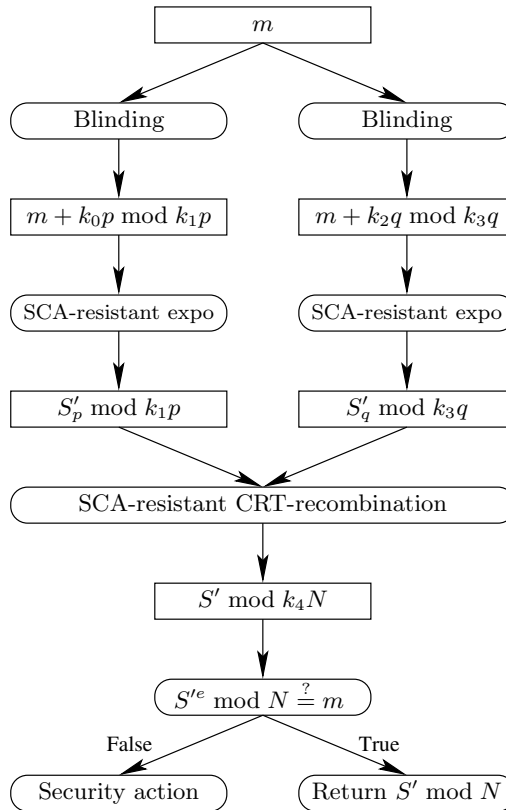 m
Blinding
Blinding
m + k₀p mod k₁p
m + k₂q mod k₃q
SCA-resistant expo
SCA-resistant expo
S′ₚ mod k₁p
S′_q mod k₃q
SCA-resistant CRT-recombination
S′ mod k₄N
S′ᵉ mod N ≟ m
False
True
Security action
Return S′ mod N